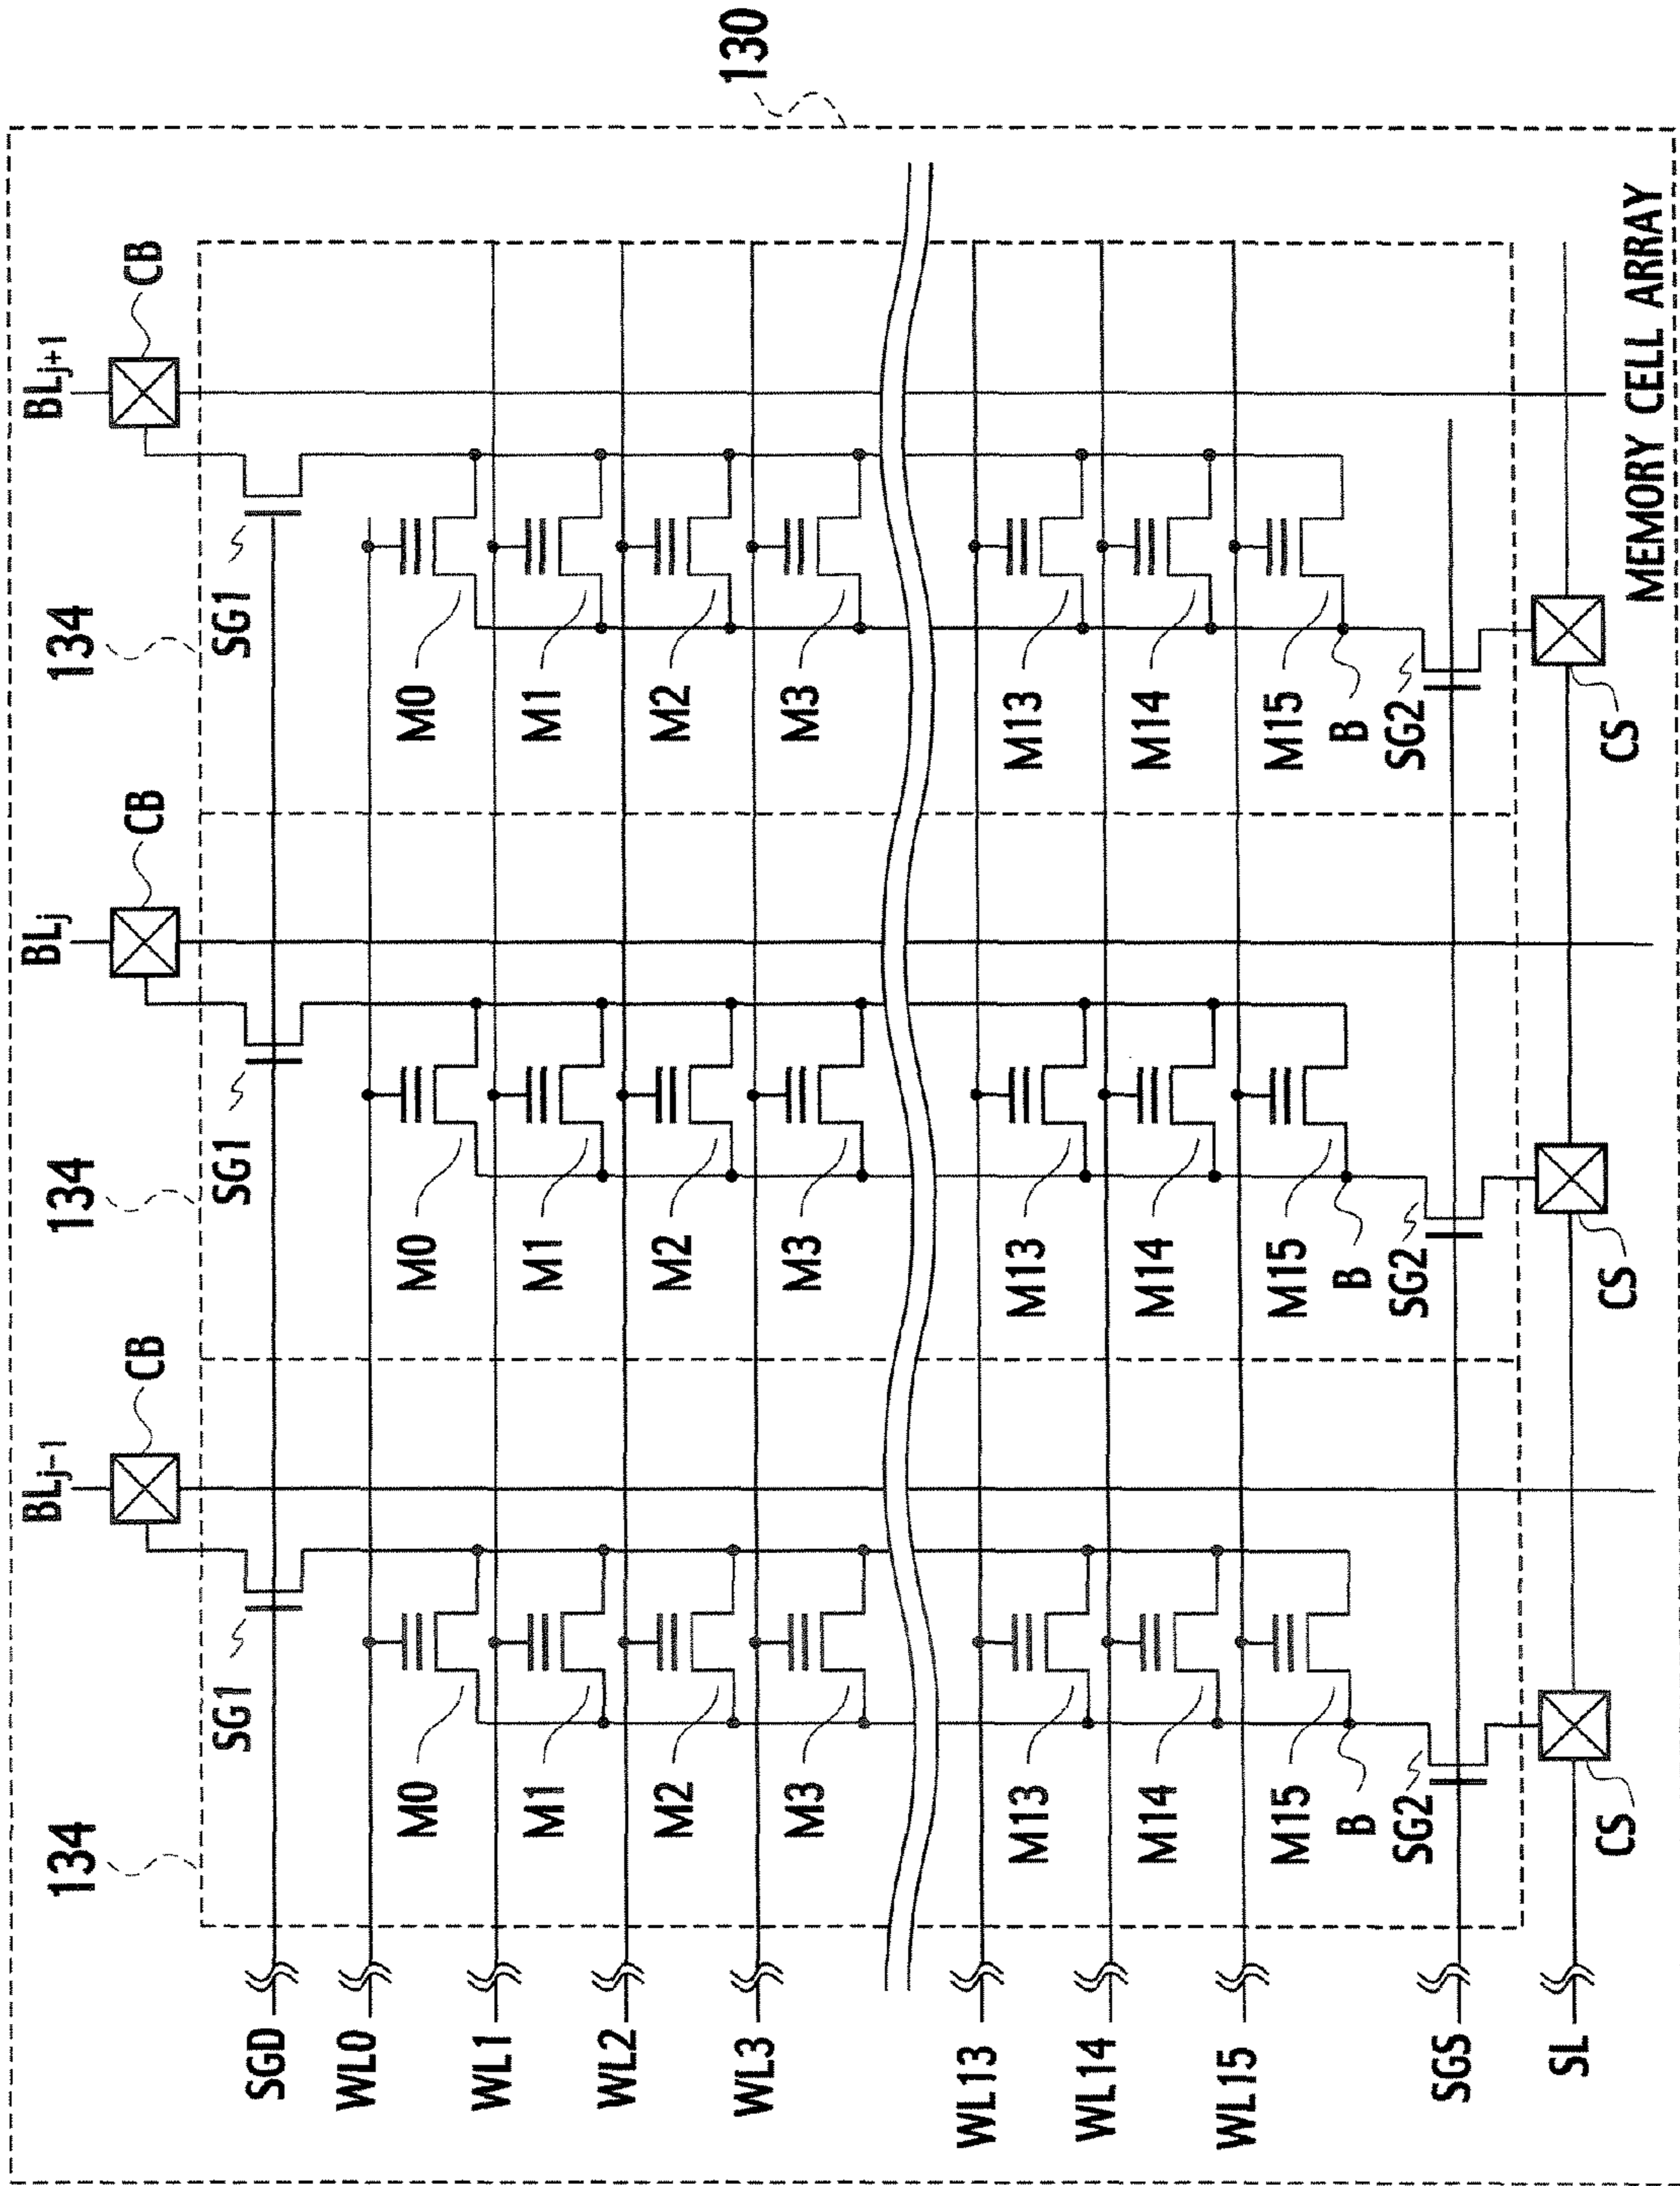 130
BLj-1
BLj
BLj+1
CB
CB
CB
134
134
134
SGD
SG1
SG1
SG1
WL0
M0
M0
M0
WL1
M1
M1
M1
WL2
M2
M2
M2
WL3
M3
M3
M3
WL13
M13
M13
M13
WL14
M14
M14
M14
WL15
M15
M15
M15
B
B
B
SGS
SG2
SG2
SG2
SL
CS
CS
CS
MEMORY CELL ARRAY